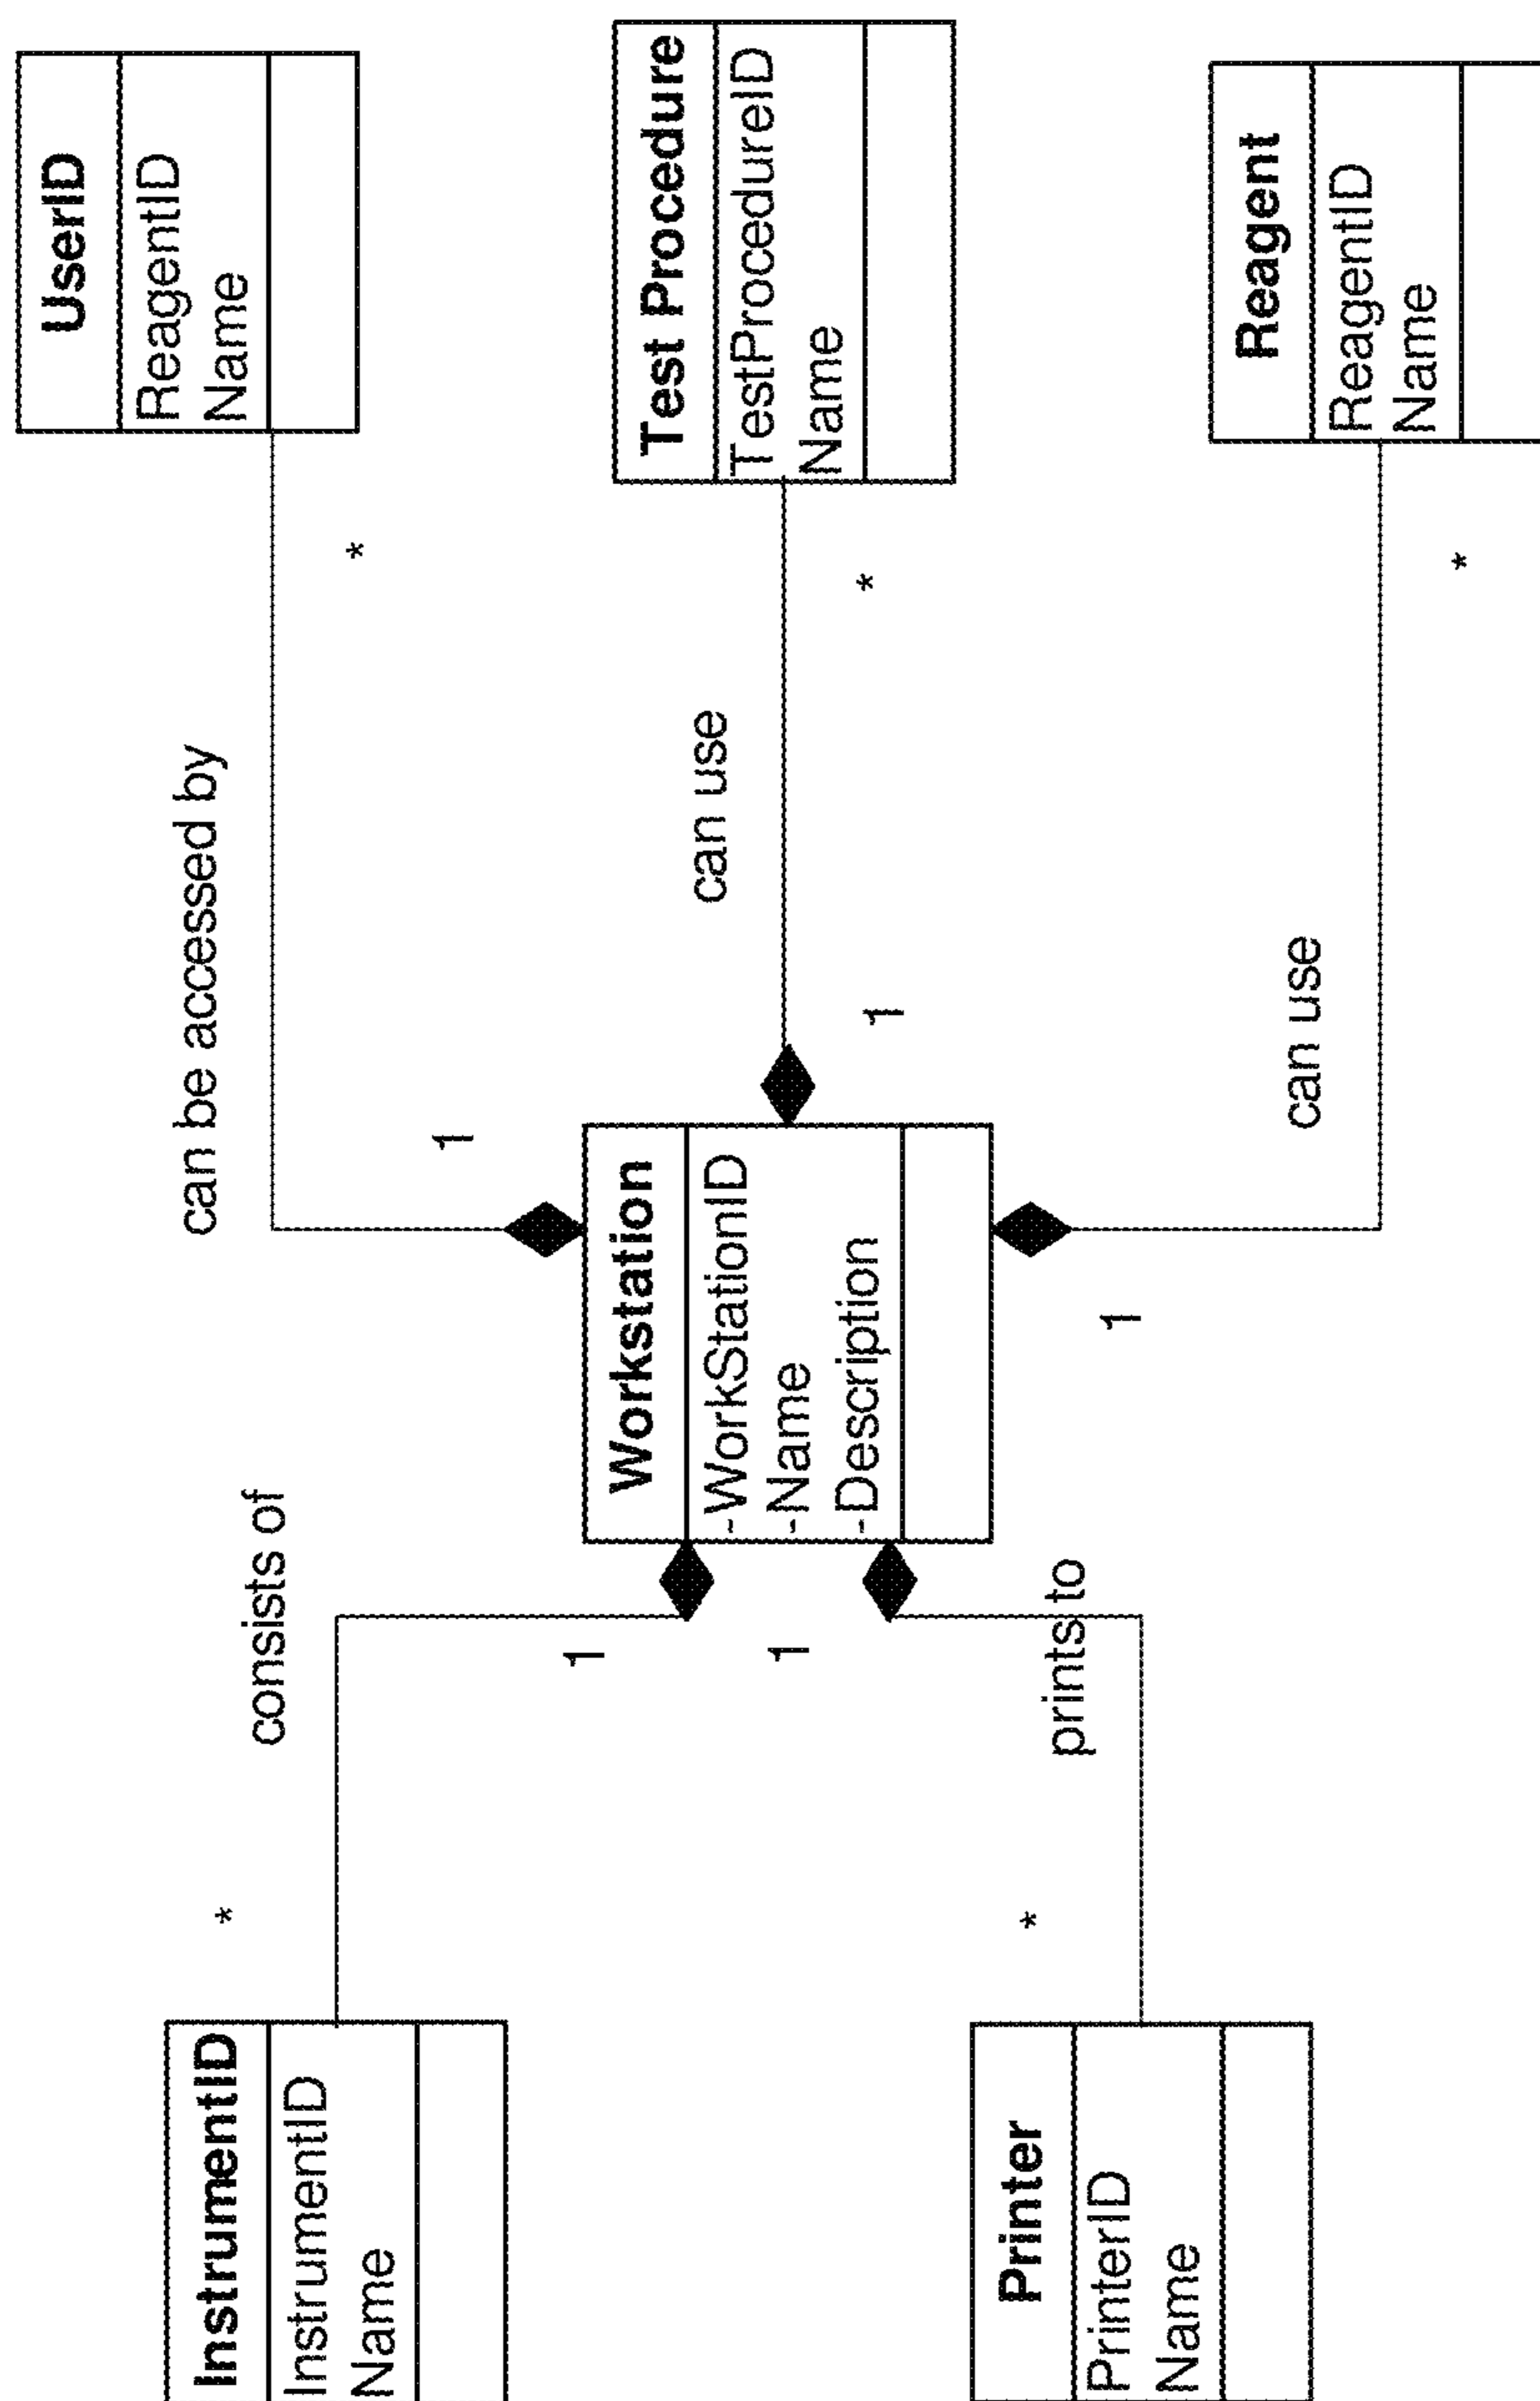 UserID
ReagentID
Name
*
can be accessed by
1
Test Procedure
TestProcedureID
Name
*
can use
1
Reagent
ReagentID
Name
*
can use
1
Workstation
-WorkStationID
-Name
-Description
consists of
1
*
InstrumentID
InstrumentID
Name
1
prints to
*
Printer
PrinterID
Name